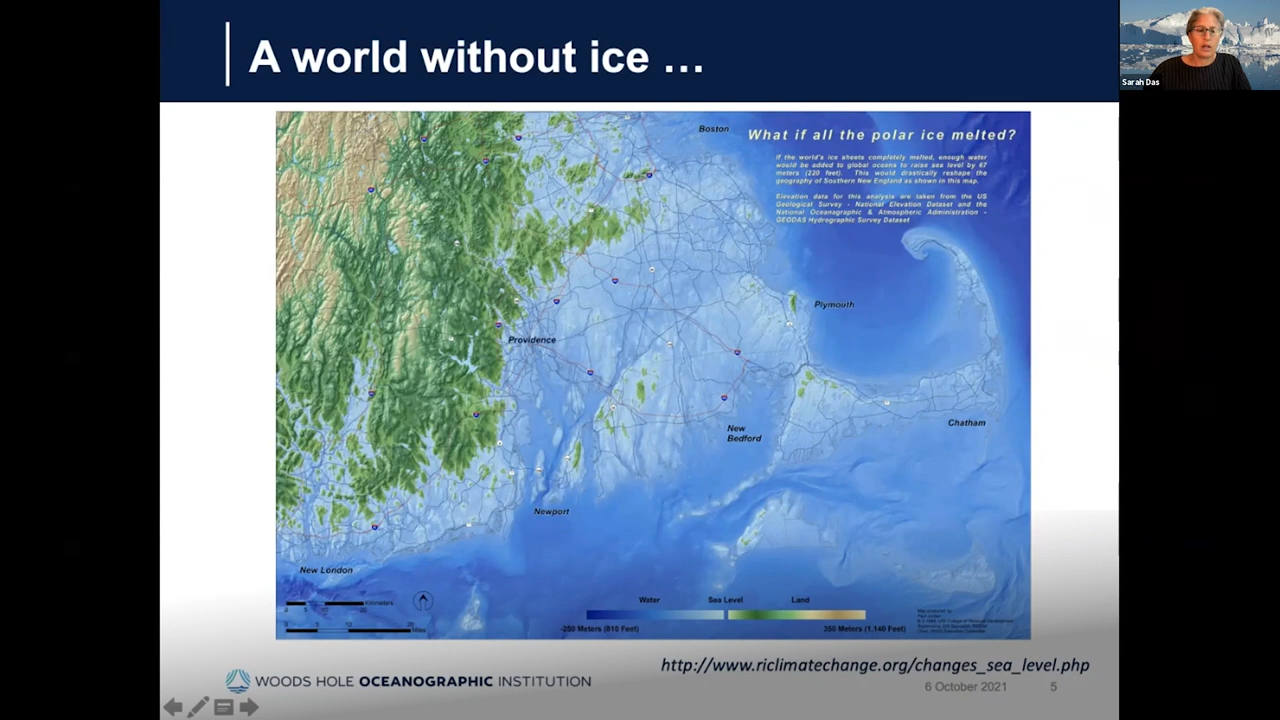 A world without ice ...
Sarah Das
Boston
What if all the polar ice melted?
If the world's ice sheets completely melted, enough water
would be added to global oceans to raise sea level by 67
meters (220 feet). This would drastically reshape the
geography of Southern New England as shown in this map.
Elevation data for this analysis are taken from the US
Geological Survey - National Elevation Dataset and the
National Oceanographic & Atmospheric Administration -
GEODAS Hydrographic Survey Dataset
Plymouth
Providence
Chatham
New
Bedford
Newport
New London
Kilometers
Miles
Water Sea Level Land
-250 Meters (810 Feet) 350 Meters (1,140 Feet)
http://www.riclimatechange.org/changes_sea_level.php
WOODS HOLE OCEANOGRAPHIC INSTITUTION
6 October 2021 5